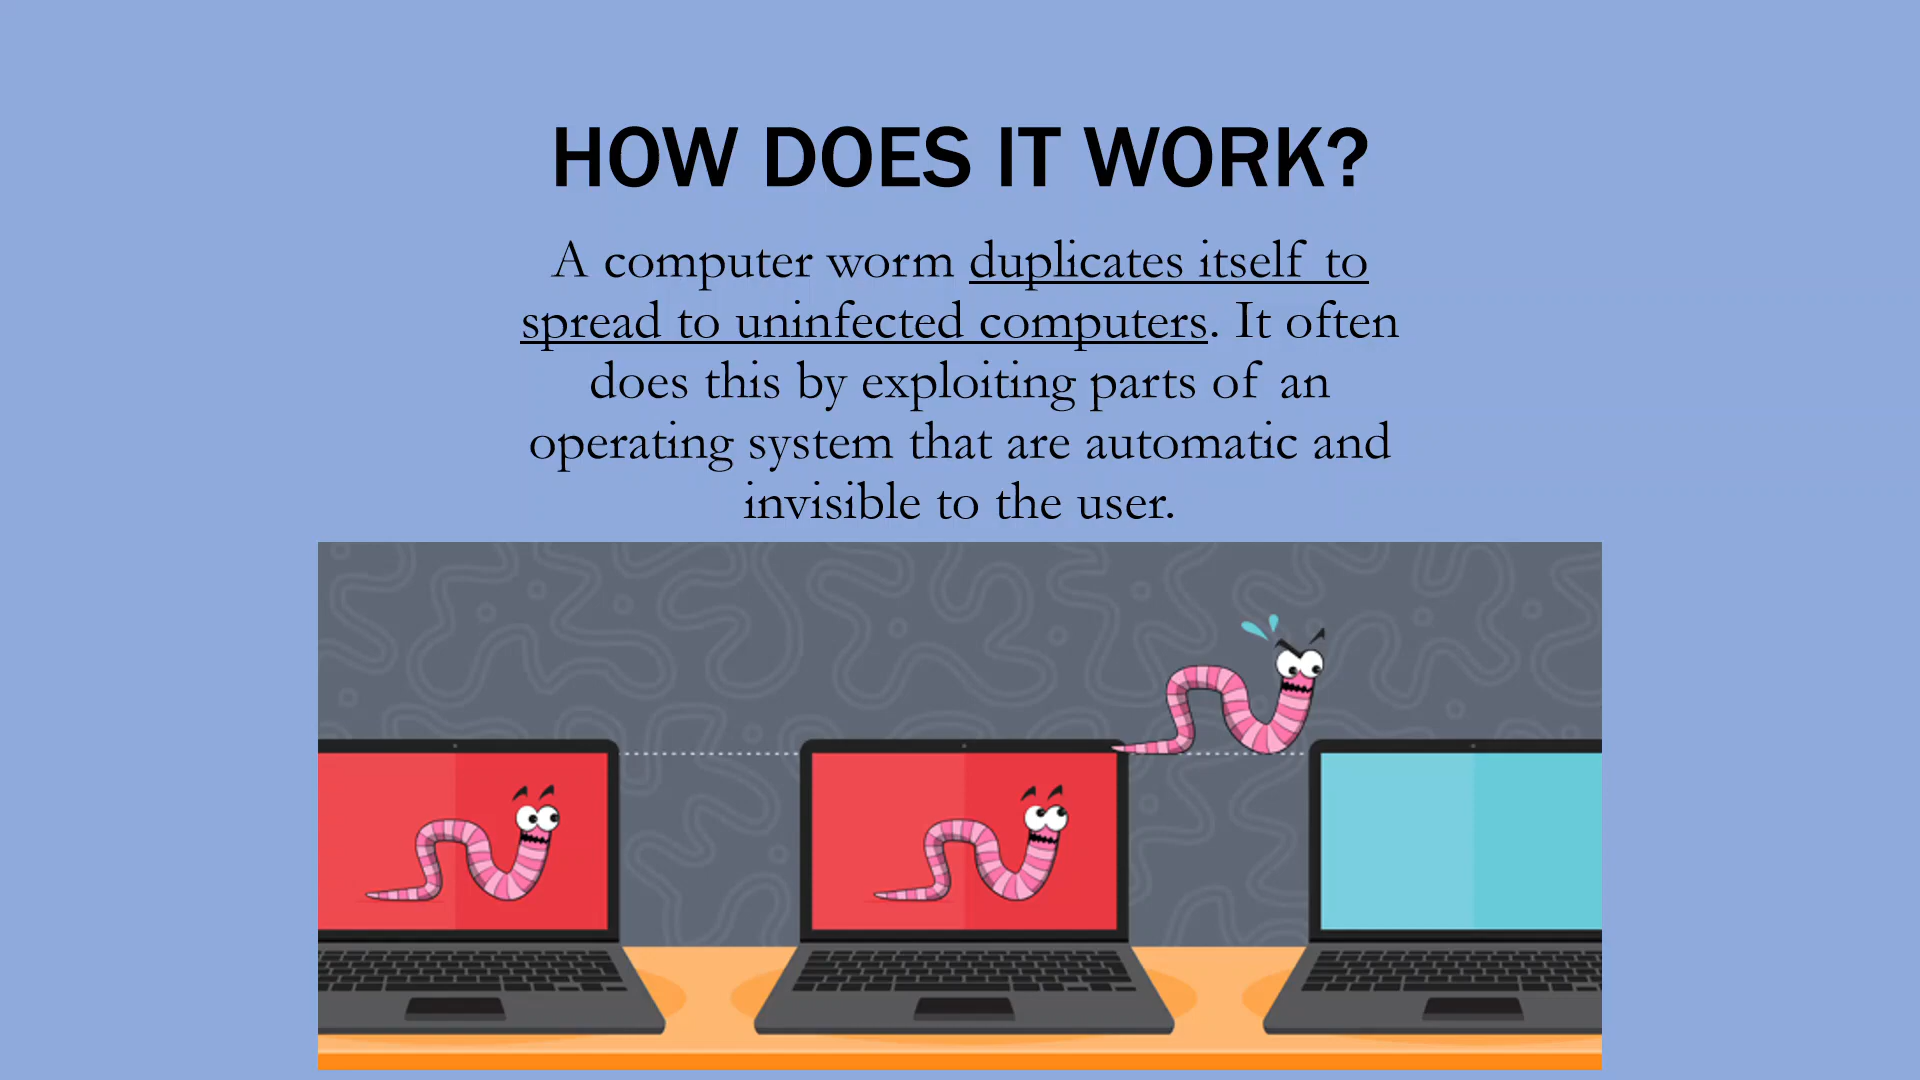 HOW DOES IT WORK?
A computer worm duplicates itself to
spread to uninfected computers. It often
does this by exploiting parts of an
operating system that are automatic and
invisible to the user.